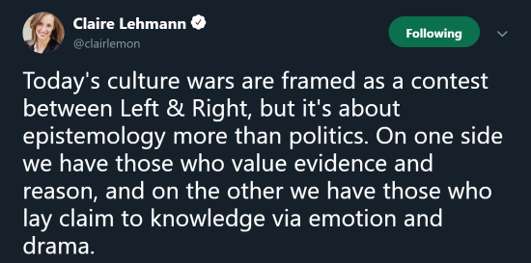 Claire Lehmann
@clairlemon
Following
Today's culture wars are framed as a contest
between Left & Right, but it's about
epistemology more than politics. On one side
we have those who value evidence and
reason, and on the other we have those who
lay claim to knowledge via emotion and
drama.